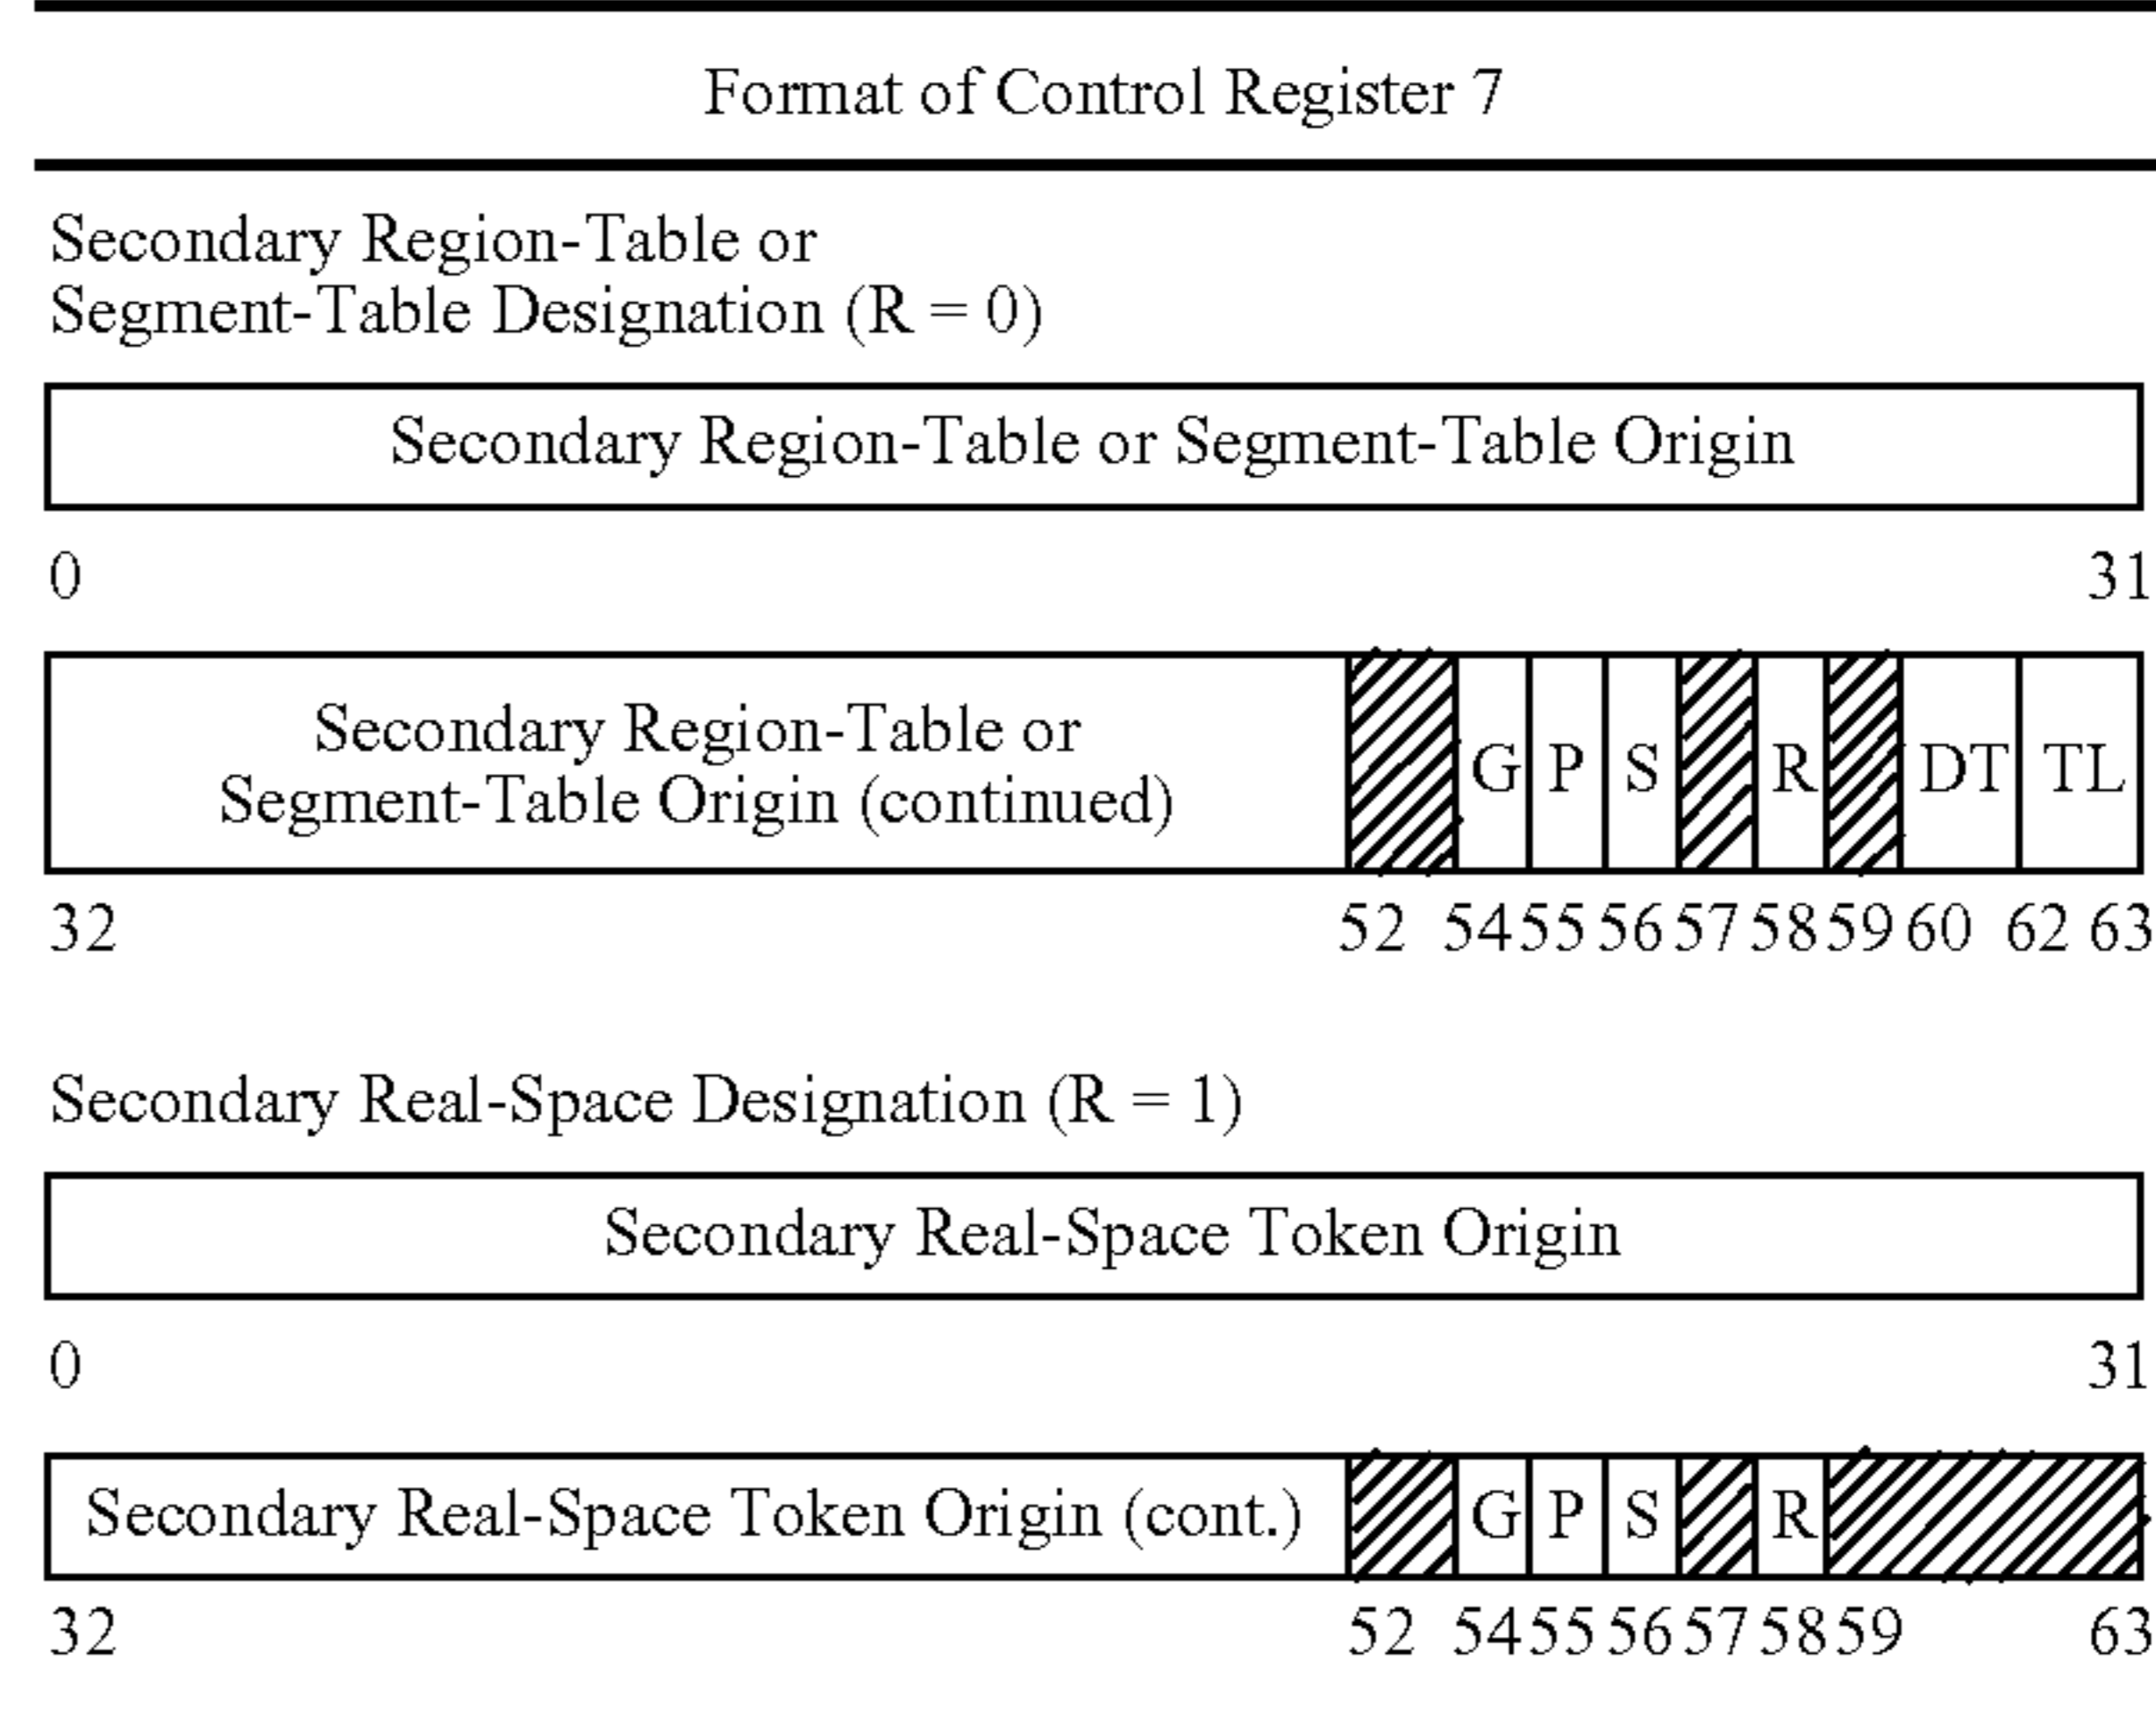 Format of Control Register 7
Secondary Region-Table or
Segment-Table Designation (R = 0)
Secondary Region-Table or Segment-Table Origin
0 31
Secondary Region-Table or
Segment-Table Origin (continued)
G P S R DT TL
32 52 54 55 56 57 58 59 60 62 63
Secondary Real-Space Designation (R = 1)
Secondary Real-Space Token Origin
0 31
Secondary Real-Space Token Origin (cont.) G P S R
32 52 54 55 56 57 58 59 63